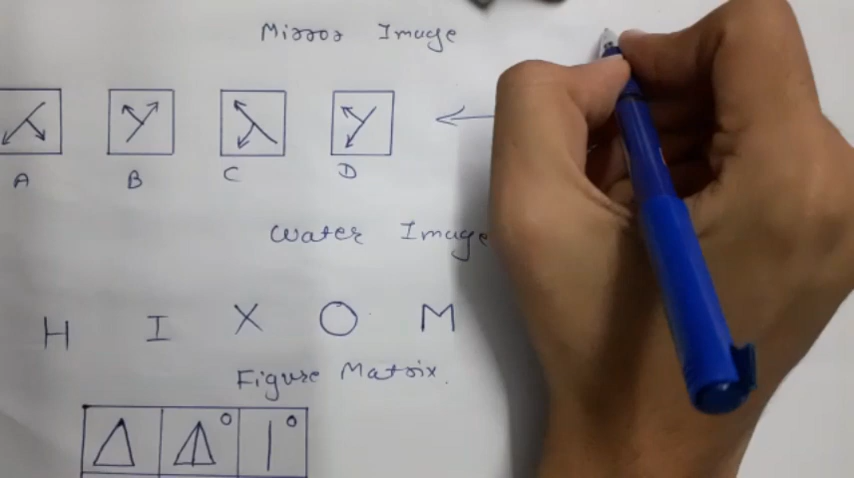 Mirror Image
A B C D
Water Image
H I X O M
Figure Matrix.